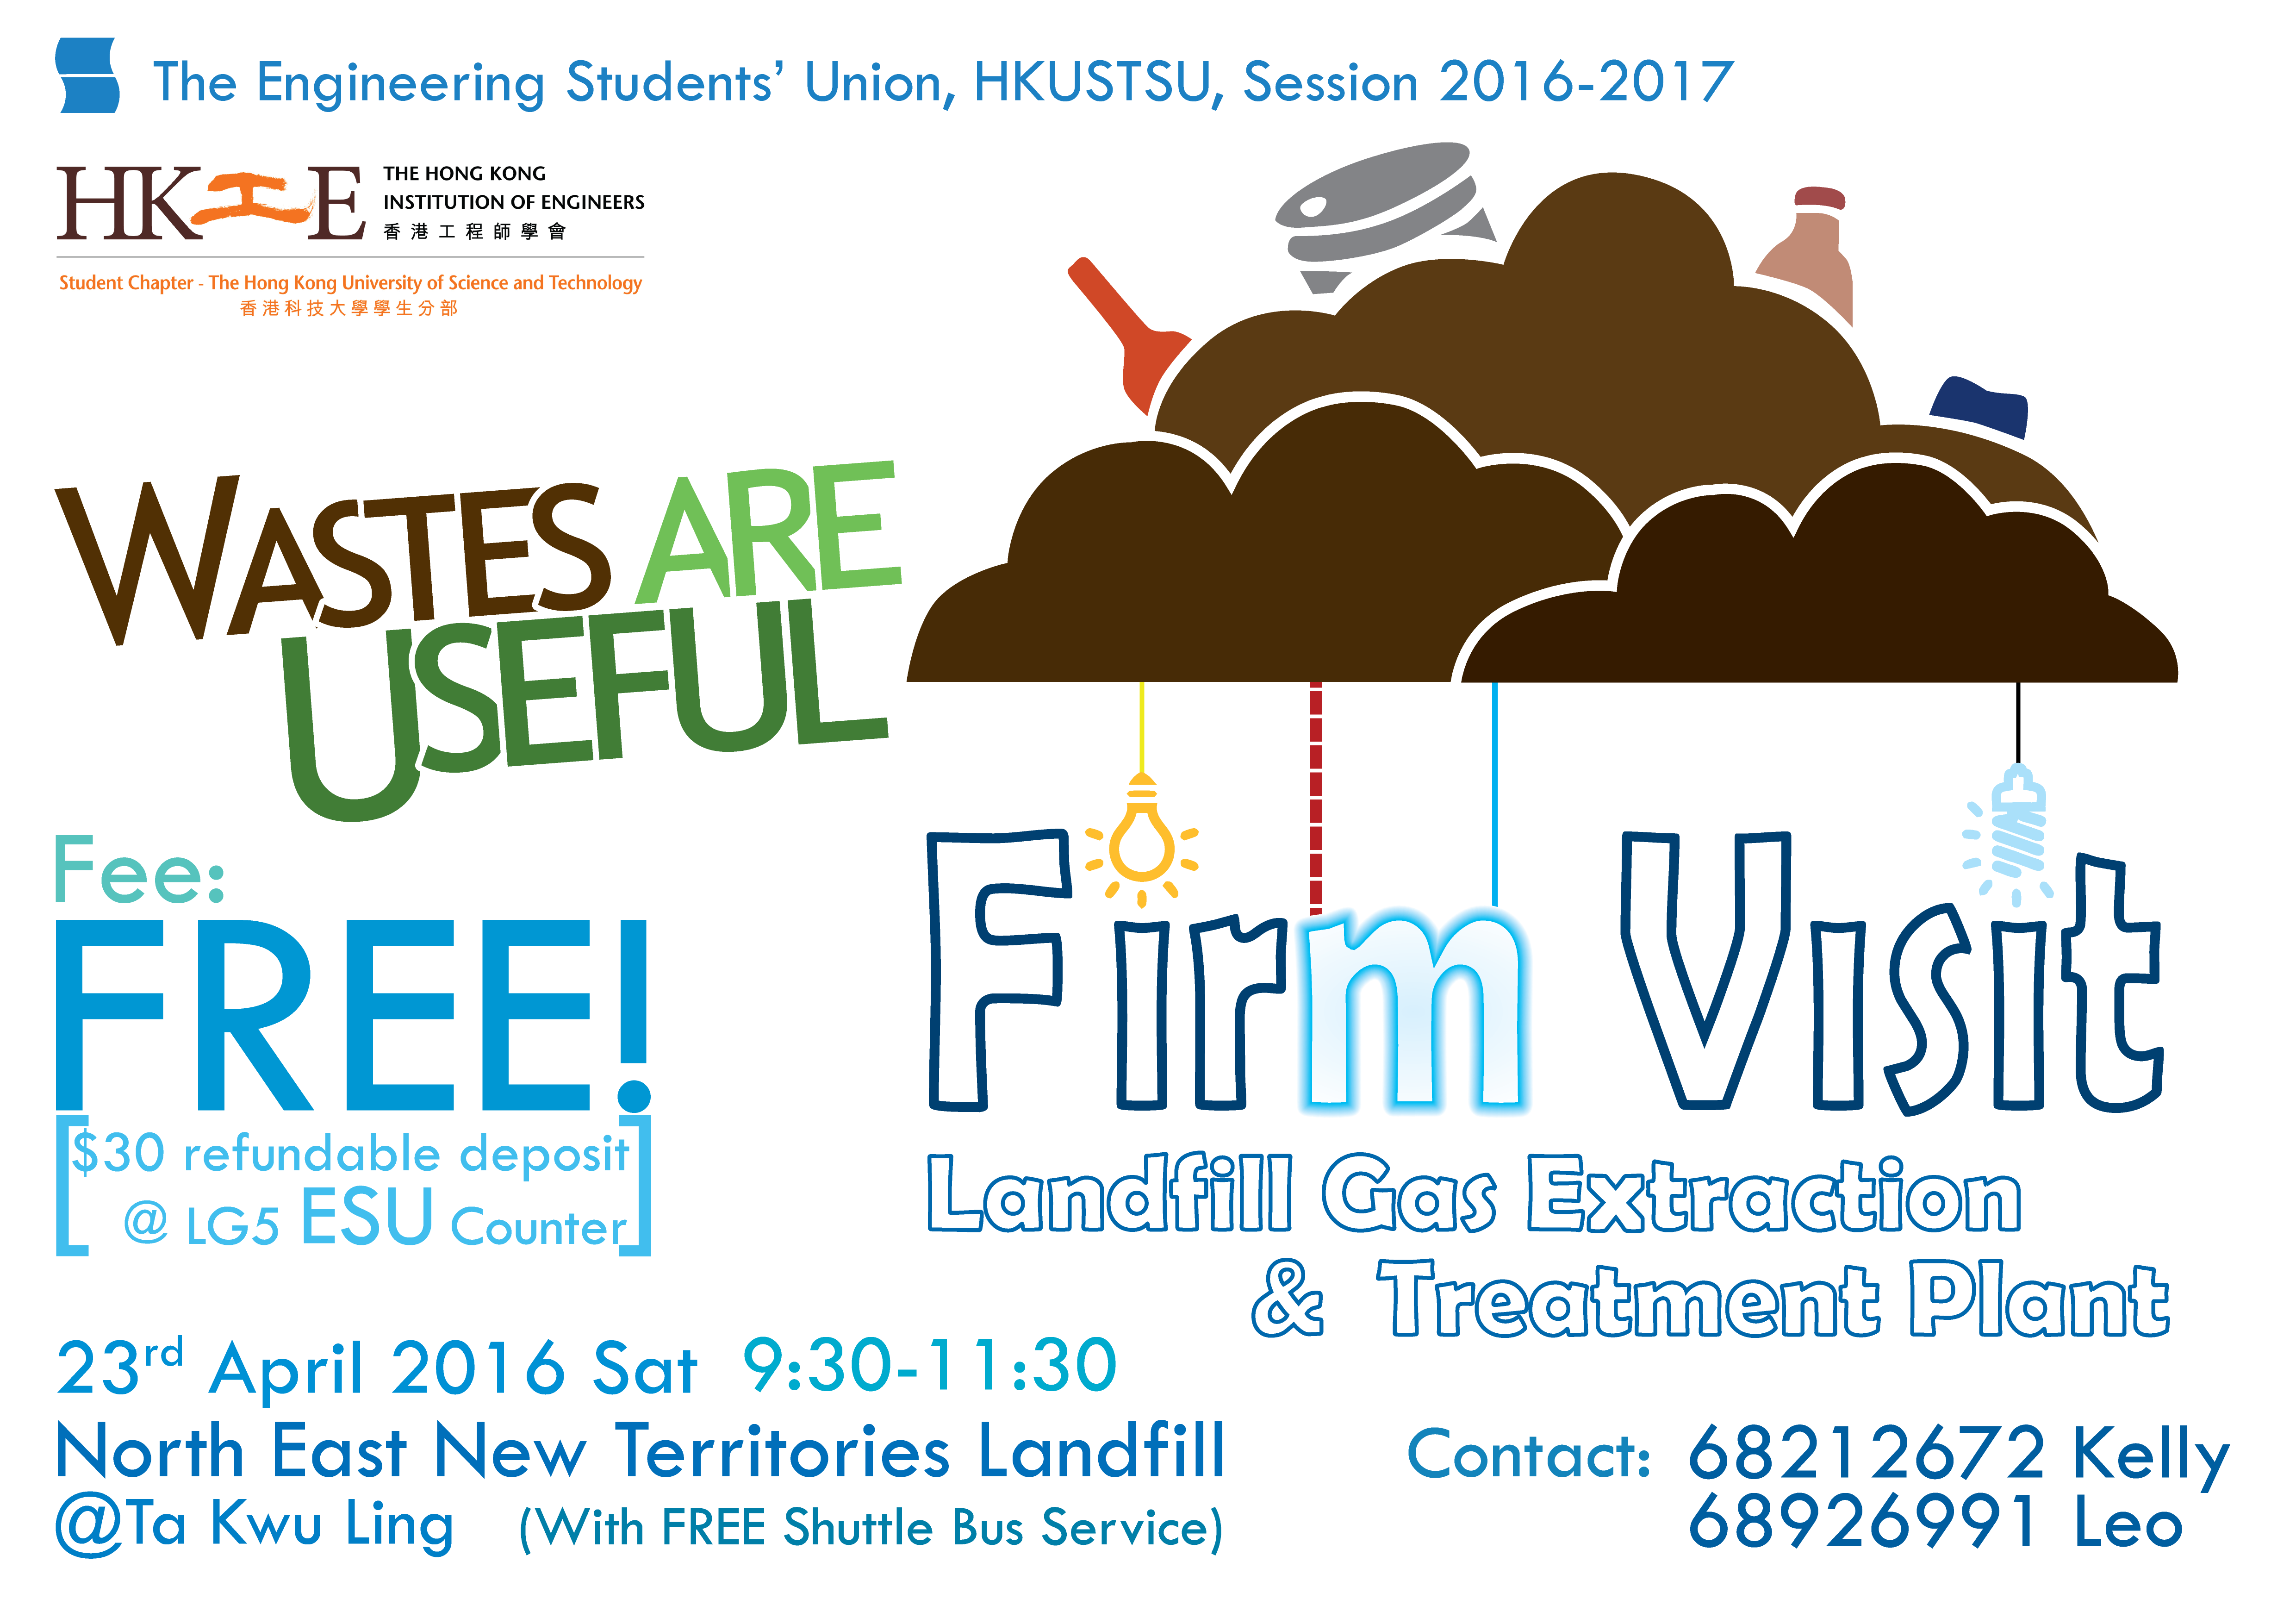 The Engineering Students' Union, HKUSTSU, Session 2016-2017
HK工E
THE HONG KONG
INSTITUTION OF ENGINEERS
香港工程師學會
Student Chapter - The Hong Kong University of Science and Technology
香港科技大學學生分部
WASTES ARE
USEFUL
Fee:
FREE!
[$30 refundable deposit
@ LG5 ESU Counter]
Firm Visit
Landfill Gas Extraction
& Treatment Plant
23rd April 2016 Sat 9:30-11:30
North East New Territories Landfill
@Ta Kwu Ling (With FREE Shuttle Bus Service)
Contact: 68212672 Kelly
68926991 Leo